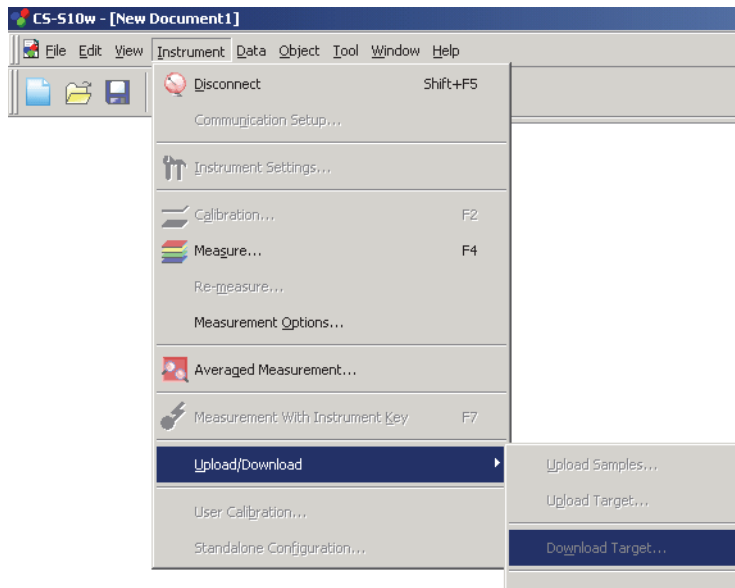 CS-S10w - [New Document1]
File Edit View Instrument Data Object Tool Window Help
Disconnect Shift+F5
Communication Setup...
Instrument Settings...
Calibration... F2
Measure... F4
Re-measure...
Measurement Options...
Averaged Measurement...
Measurement With Instrument Key F7
Upload/Download
Upload Samples...
Upload Target...
User Calibration...
Standalone Configuration...
Download Target...